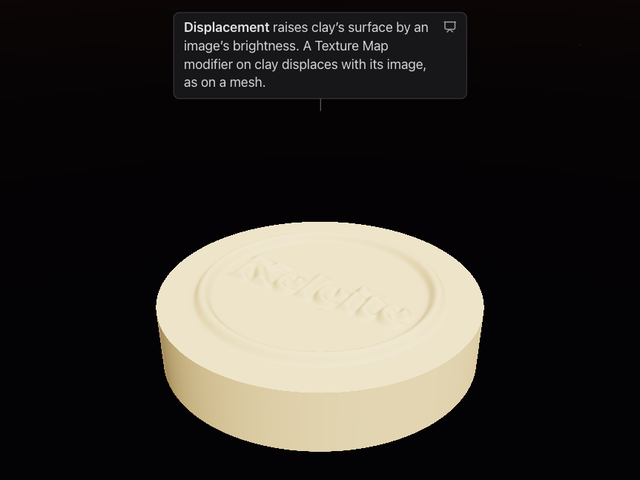 Displacement raises clay’s surface by an
image’s brightness. A Texture Map
modifier on clay displaces with its image,
as on a mesh.